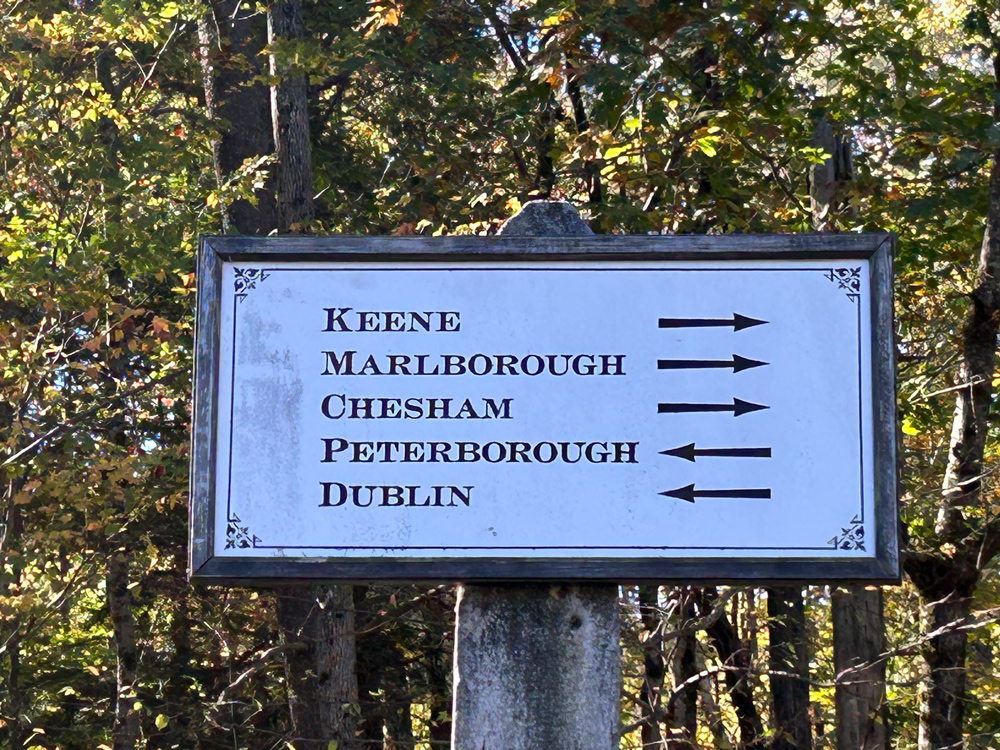 KEENE
MARLBOROUGH
CHESHAM
PETERBOROUGH
DUBLIN